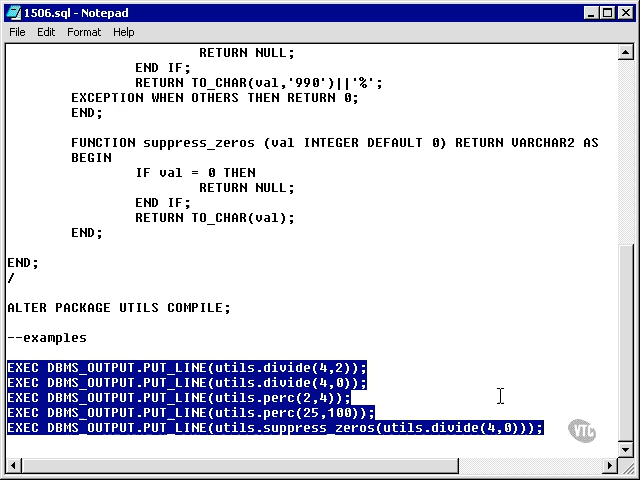 1506.sql - Notepad
File Edit Format Help
RETURN NULL;
END IF;
RETURN TO_CHAR(val,'990')||'%';
EXCEPTION WHEN OTHERS THEN RETURN 0;
END;
FUNCTION suppress_zeros (val INTEGER DEFAULT 0) RETURN VARCHAR2 AS
BEGIN
IF val = 0 THEN
RETURN NULL;
END IF;
RETURN TO_CHAR(val);
END;
END;
/
ALTER PACKAGE UTILS COMPILE;
--examples
EXEC DBMS_OUTPUT.PUT_LINE(utils.divide(4,2));
EXEC DBMS_OUTPUT.PUT_LINE(utils.divide(4,0));
EXEC DBMS_OUTPUT.PUT_LINE(utils.perc(2,4));
EXEC DBMS_OUTPUT.PUT_LINE(utils.perc(25,100));
EXEC DBMS_OUTPUT.PUT_LINE(utils.suppress_zeros(utils.divide(4,0)));
VTC